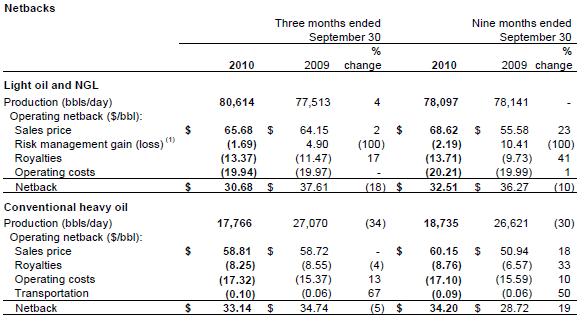 Netbacks
Three months ended Nine months ended
September 30 September 30
% %
2010 2009 change 2010 2009 change
Light oil and NGL
Production (bbls/day) 80,614 77,513 4 78,097 78,141 -
Operating netback ($/bbl):
Sales price $ 65.68 $ 64.15 2 $ 68.62 $ 55.58 23
Risk management gain (loss) (1) (1.69) 4.90 (100) (2.19) 10.41 (100)
Royalties (13.37) (11.47) 17 (13.71) (9.73) 41
Operating costs (19.94) (19.97) - (20.21) (19.99) 1
Netback $ 30.68 $ 37.61 (18) $ 32.51 $ 36.27 (10)
Conventional heavy oil
Production (bbls/day) 17,766 27,070 (34) 18,735 26,621 (30)
Operating netback ($/bbl):
Sales price $ 58.81 $ 58.72 - $ 60.15 $ 50.94 18
Royalties (8.25) (8.55) (4) (8.76) (6.57) 33
Operating costs (17.32) (15.37) 13 (17.10) (15.59) 10
Transportation (0.10) (0.06) 67 (0.09) (0.06) 50
Netback $ 33.14 $ 34.74 (5) $ 34.20 $ 28.72 19